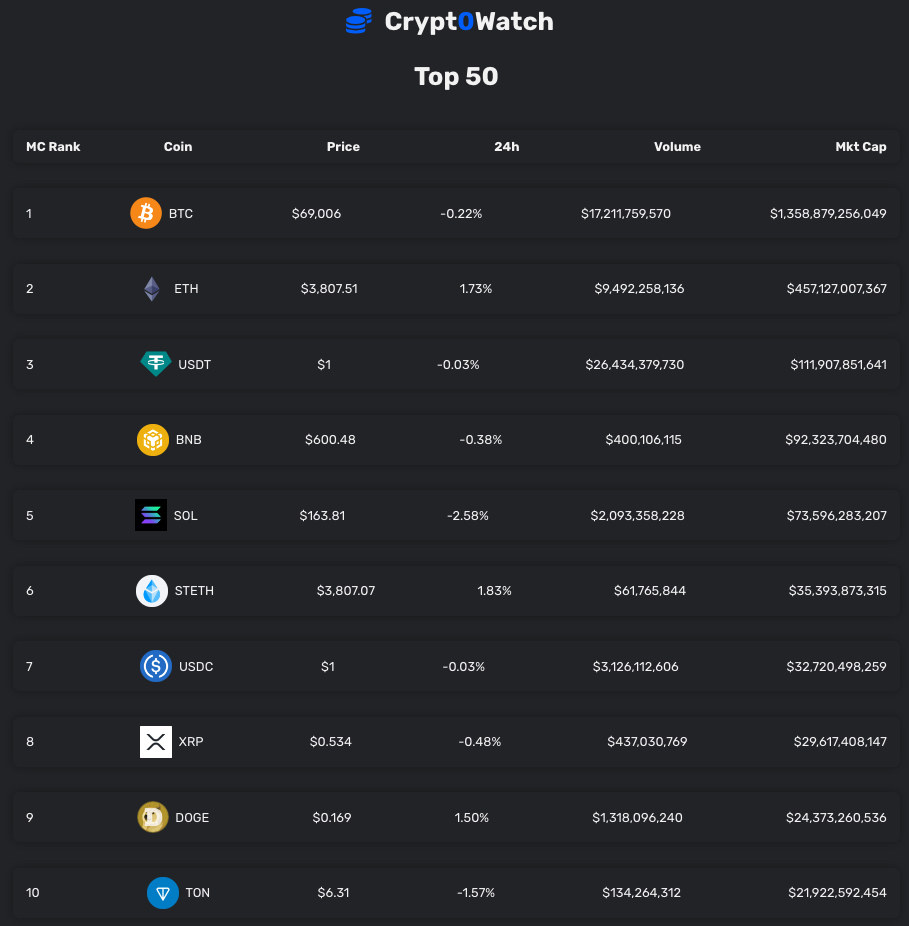 Crypt0Watch
Top 50
MC Rank Coin Price 24h Volume Mkt Cap
1 BTC $69,006 -0.22% $17,211,759,570 $1,358,879,256,049
2 ETH $3,807.51 1.73% $9,492,258,136 $457,127,007,367
3 USDT $1 -0.03% $26,434,379,730 $111,907,851,641
4 BNB $600.48 -0.38% $400,106,115 $92,323,704,480
5 SOL $163.81 -2.58% $2,093,358,228 $73,596,283,207
6 STETH $3,807.07 1.83% $61,765,844 $35,393,873,315
7 USDC $1 -0.03% $3,126,112,606 $32,720,498,259
8 XRP $0.534 -0.48% $437,030,769 $29,617,408,147
9 DOGE $0.169 1.50% $1,318,096,240 $24,373,260,536
10 TON $6.31 -1.57% $134,264,312 $21,922,592,454